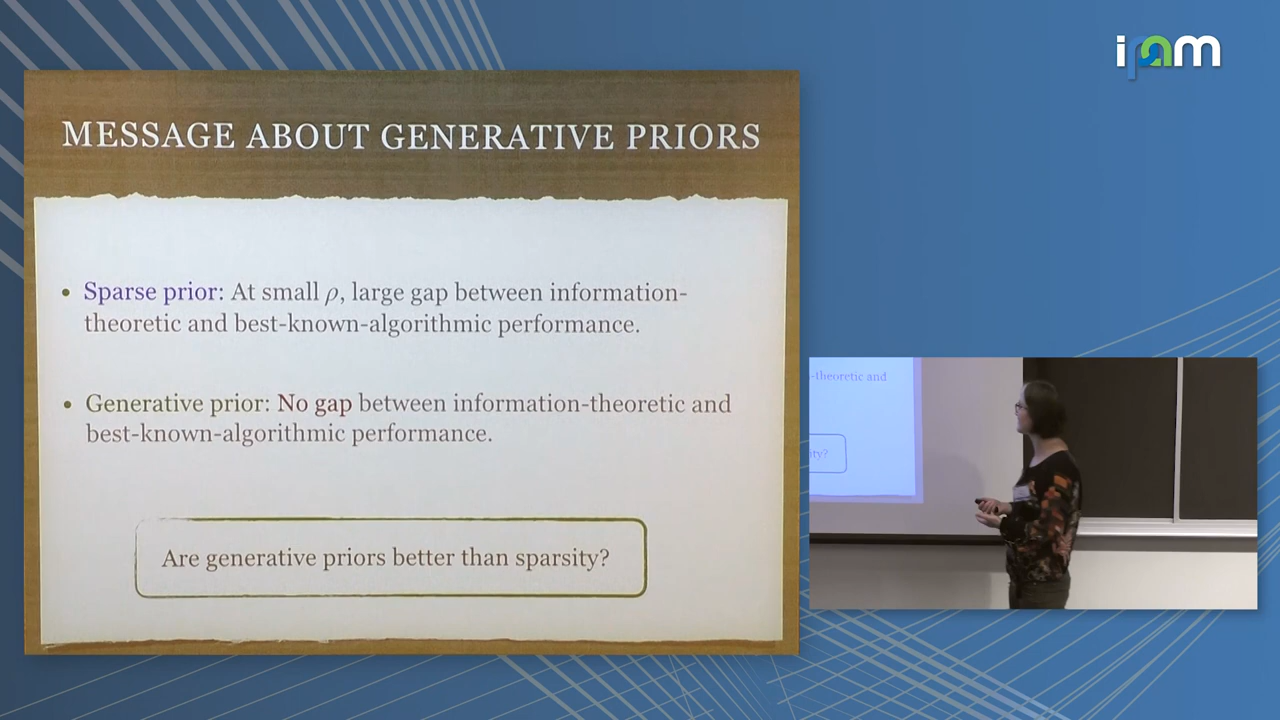 ipam
MESSAGE ABOUT GENERATIVE PRIORS
• Sparse prior: At small ρ, large gap between information-
theoretic and best-known-algorithmic performance.
• Generative prior: No gap between information-theoretic and
best-known-algorithmic performance.
Are generative priors better than sparsity?
-theoretic and
ity?